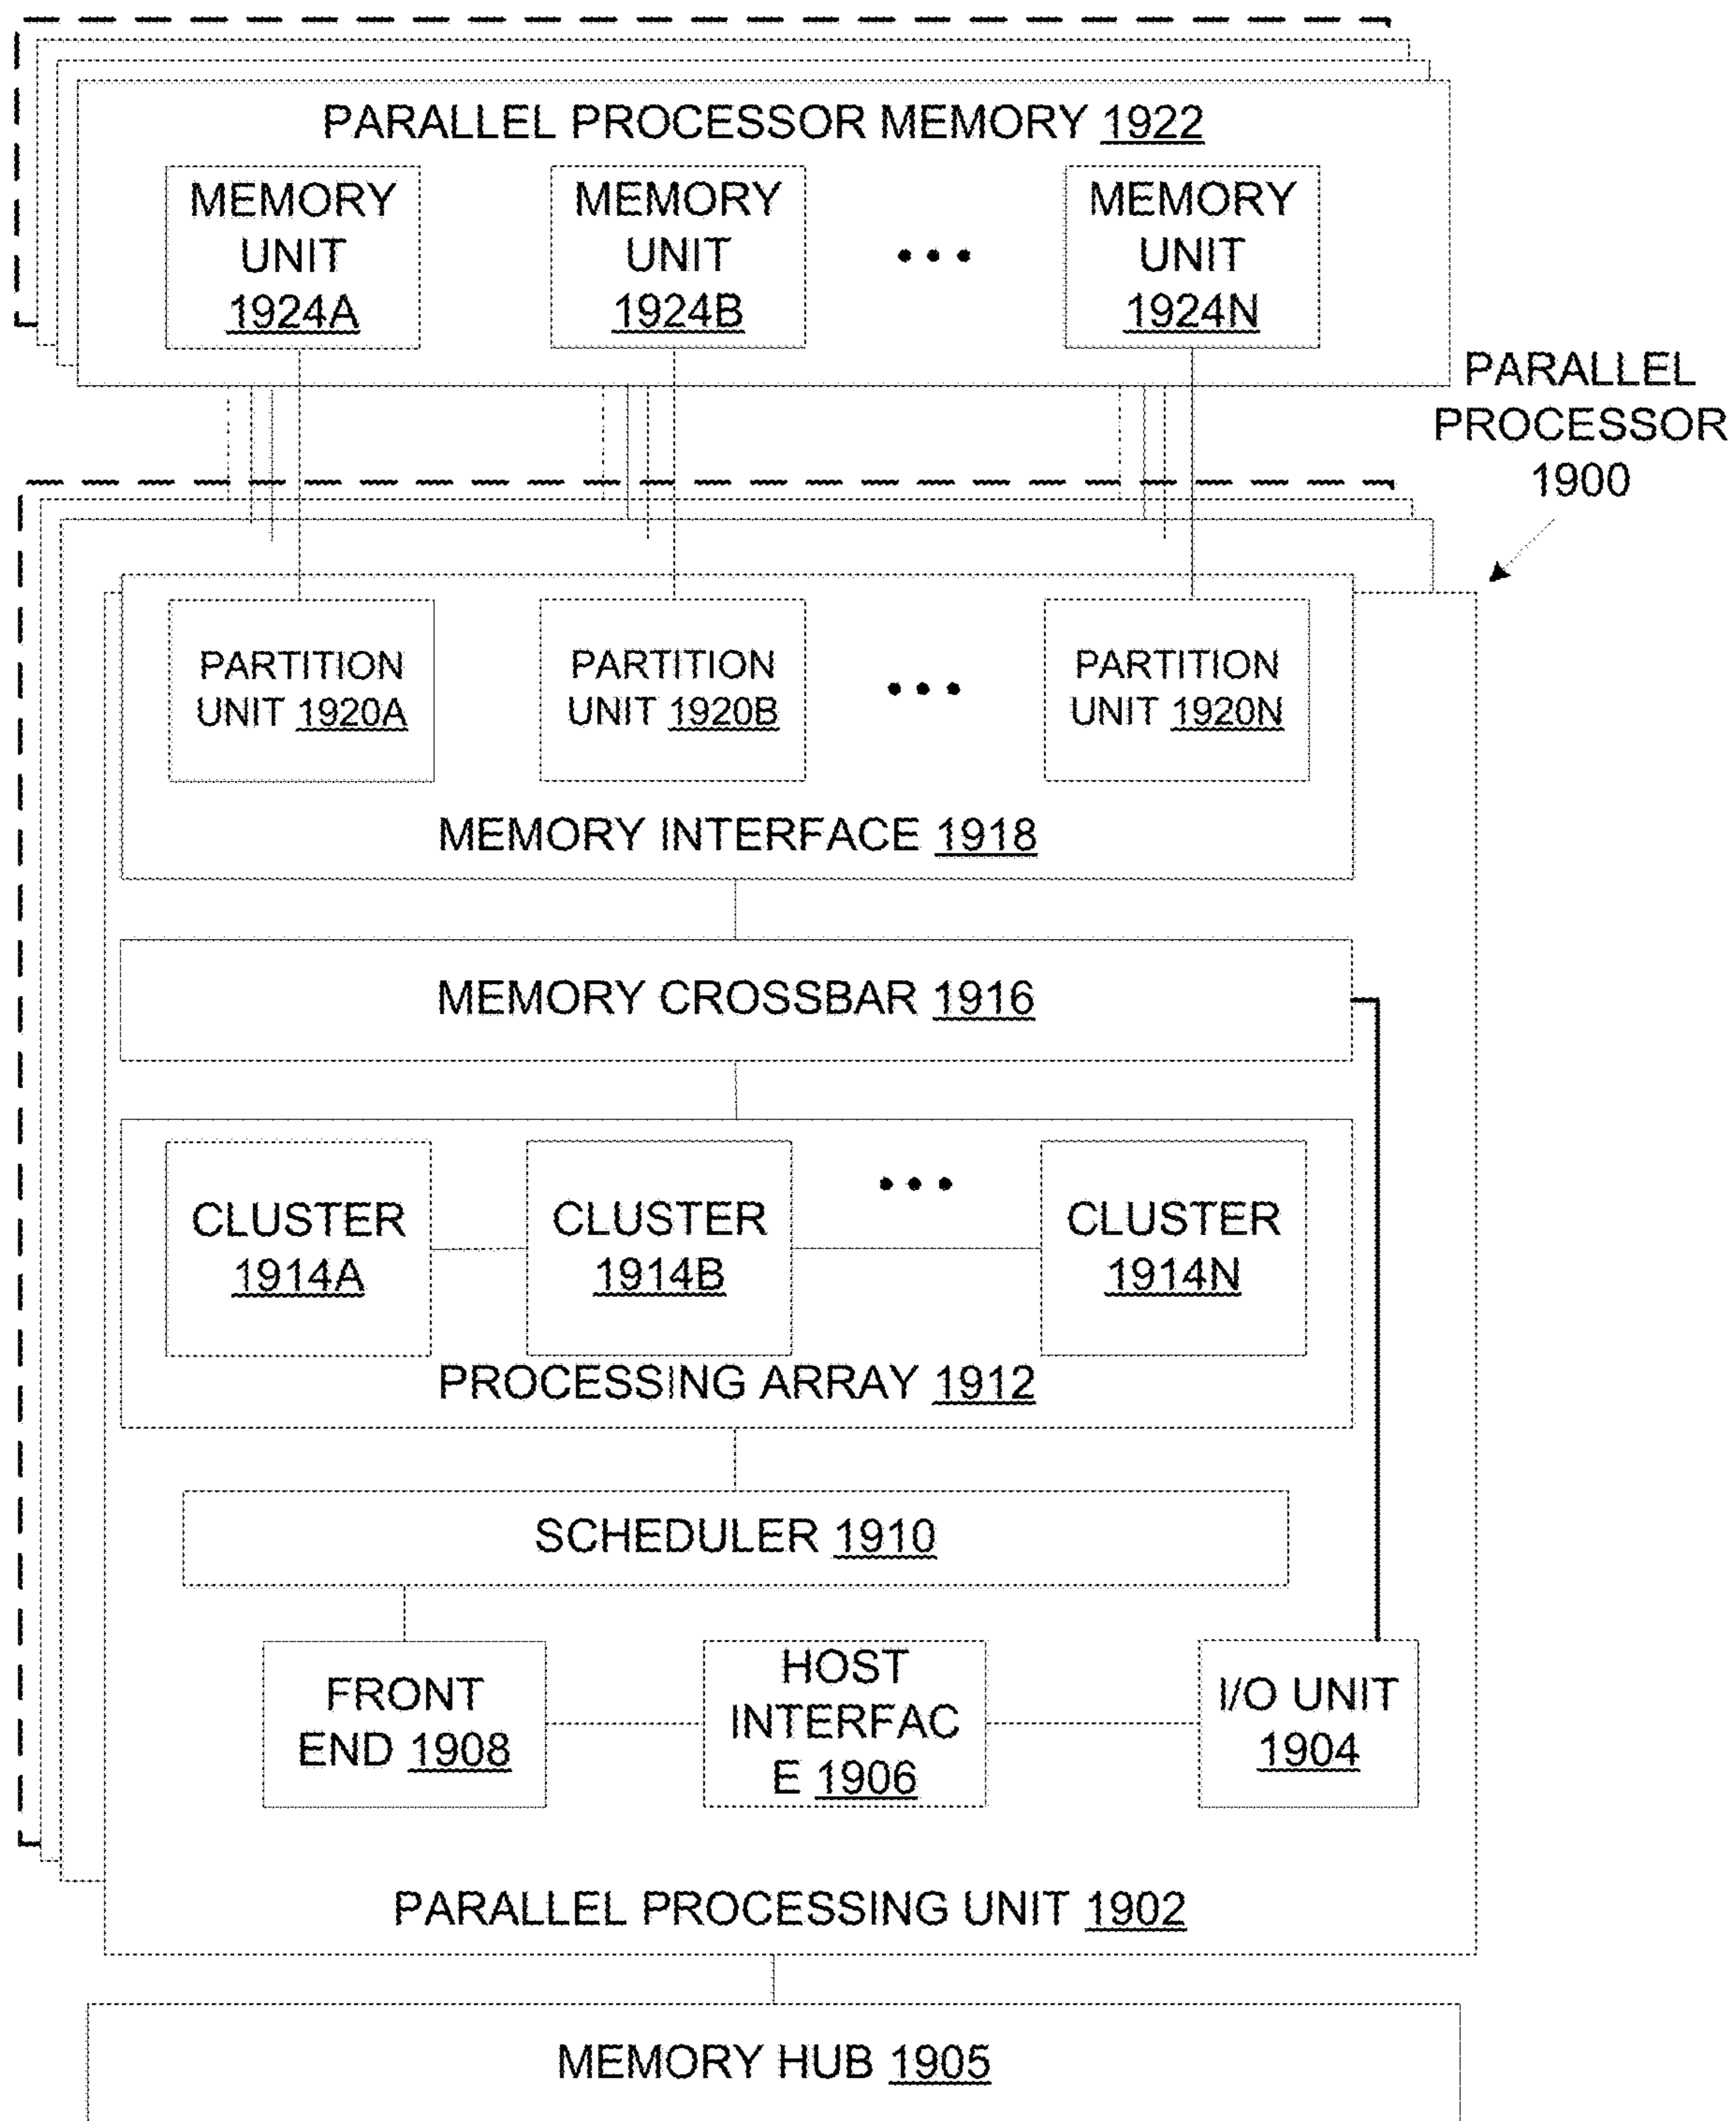 PARALLEL PROCESSOR MEMORY 1922
MEMORY
UNIT
1924A
MEMORY
UNIT
1924B
MEMORY
UNIT
1924N
PARALLEL
PROCESSOR
1900
PARTITION
UNIT 1920A
PARTITION
UNIT 1920B
PARTITION
UNIT 1920N
MEMORY INTERFACE 1918
MEMORY CROSSBAR 1916
CLUSTER
1914A
CLUSTER
1914B
CLUSTER
1914N
PROCESSING ARRAY 1912
SCHEDULER 1910
FRONT
END 1908
HOST
INTERFAC
E 1906
I/O UNIT
1904
PARALLEL PROCESSING UNIT 1902
MEMORY HUB 1905